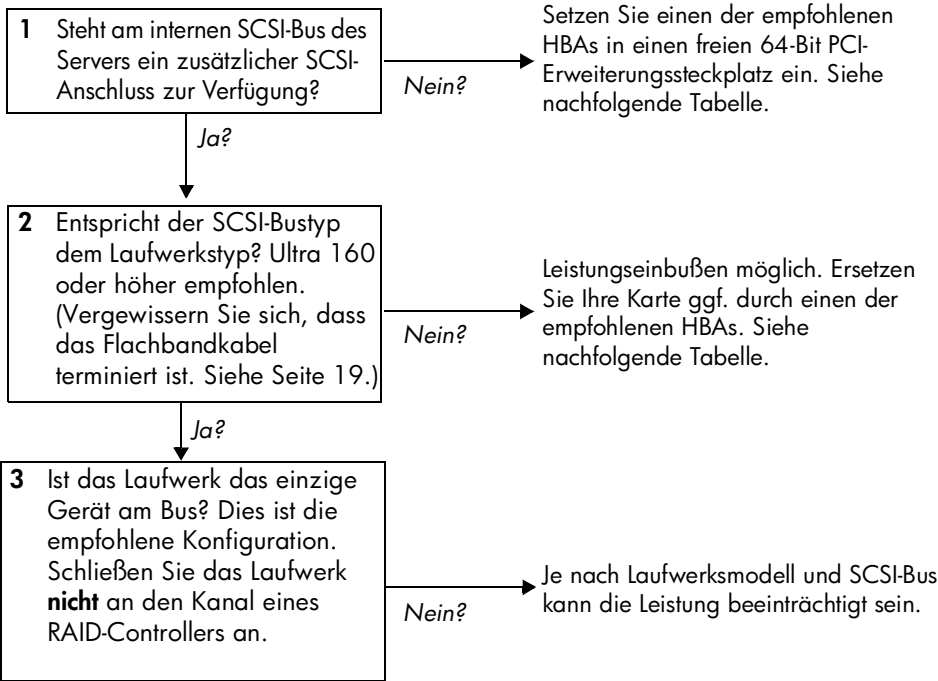 1 Steht am internen SCSI-Bus des
Servers ein zusätzlicher SCSI-
Anschluss zur Verfügung?
Nein?
Setzen Sie einen der empfohlenen
HBAs in einen freien 64-Bit PCI-
Erweiterungssteckplatz ein. Siehe
nachfolgende Tabelle.
Ja?
2 Entspricht der SCSI-Bustyp
dem Laufwerkstyp? Ultra 160
oder höher empfohlen.
(Vergewissern Sie sich, dass
das Flachbandkabel
terminiert ist. Siehe Seite 19.)
Nein?
Leistungseinbußen möglich. Ersetzen
Sie Ihre Karte ggf. durch einen der
empfohlenen HBAs. Siehe
nachfolgende Tabelle.
Ja?
3 Ist das Laufwerk das einzige
Gerät am Bus? Dies ist die
empfohlene Konfiguration.
Schließen Sie das Laufwerk
nicht an den Kanal eines
RAID-Controllers an.
Nein?
Je nach Laufwerksmodell und SCSI-Bus
kann die Leistung beeinträchtigt sein.